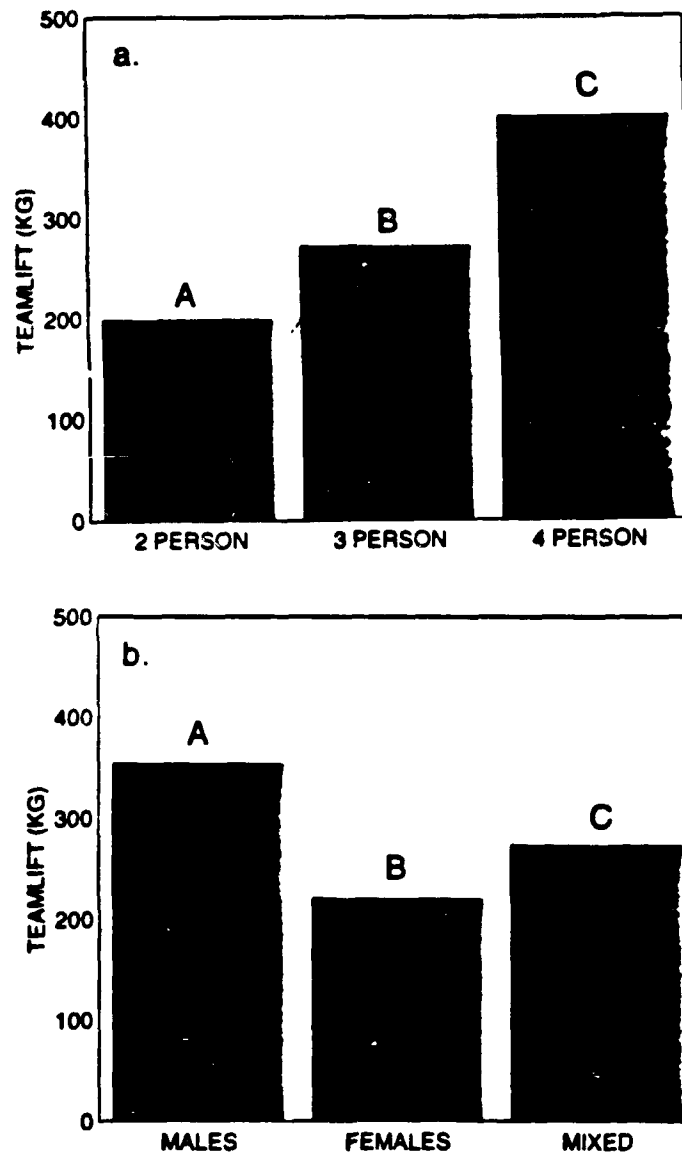 500
a.
C
400
TEAMLIFT (KG)
300
B
A
200
100
0
2 PERSON 3 PERSON 4 PERSON
500
b.
400
A
TEAMLIFT (KG)
300
C
B
200
100
0
MALES FEMALES MIXED